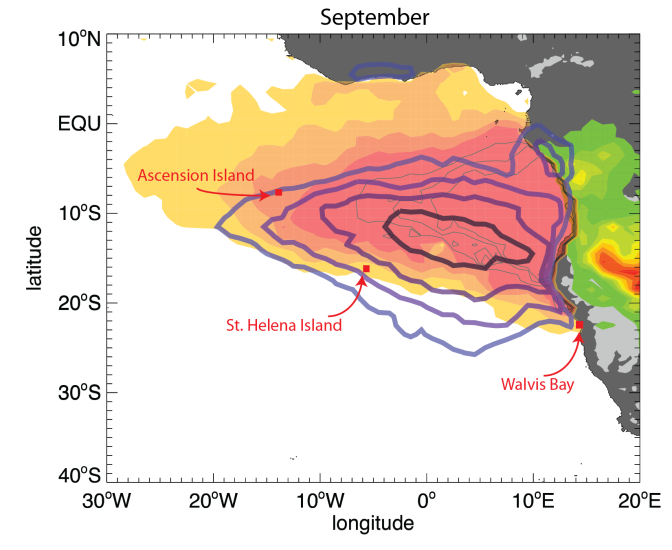 September
10°N
EQU
10°S
20°S
30°S
40°S
latitude
Ascension Island
St. Helena Island
Walvis Bay
30°W
20°W
10°W
0°
10°E
20°E
longitude